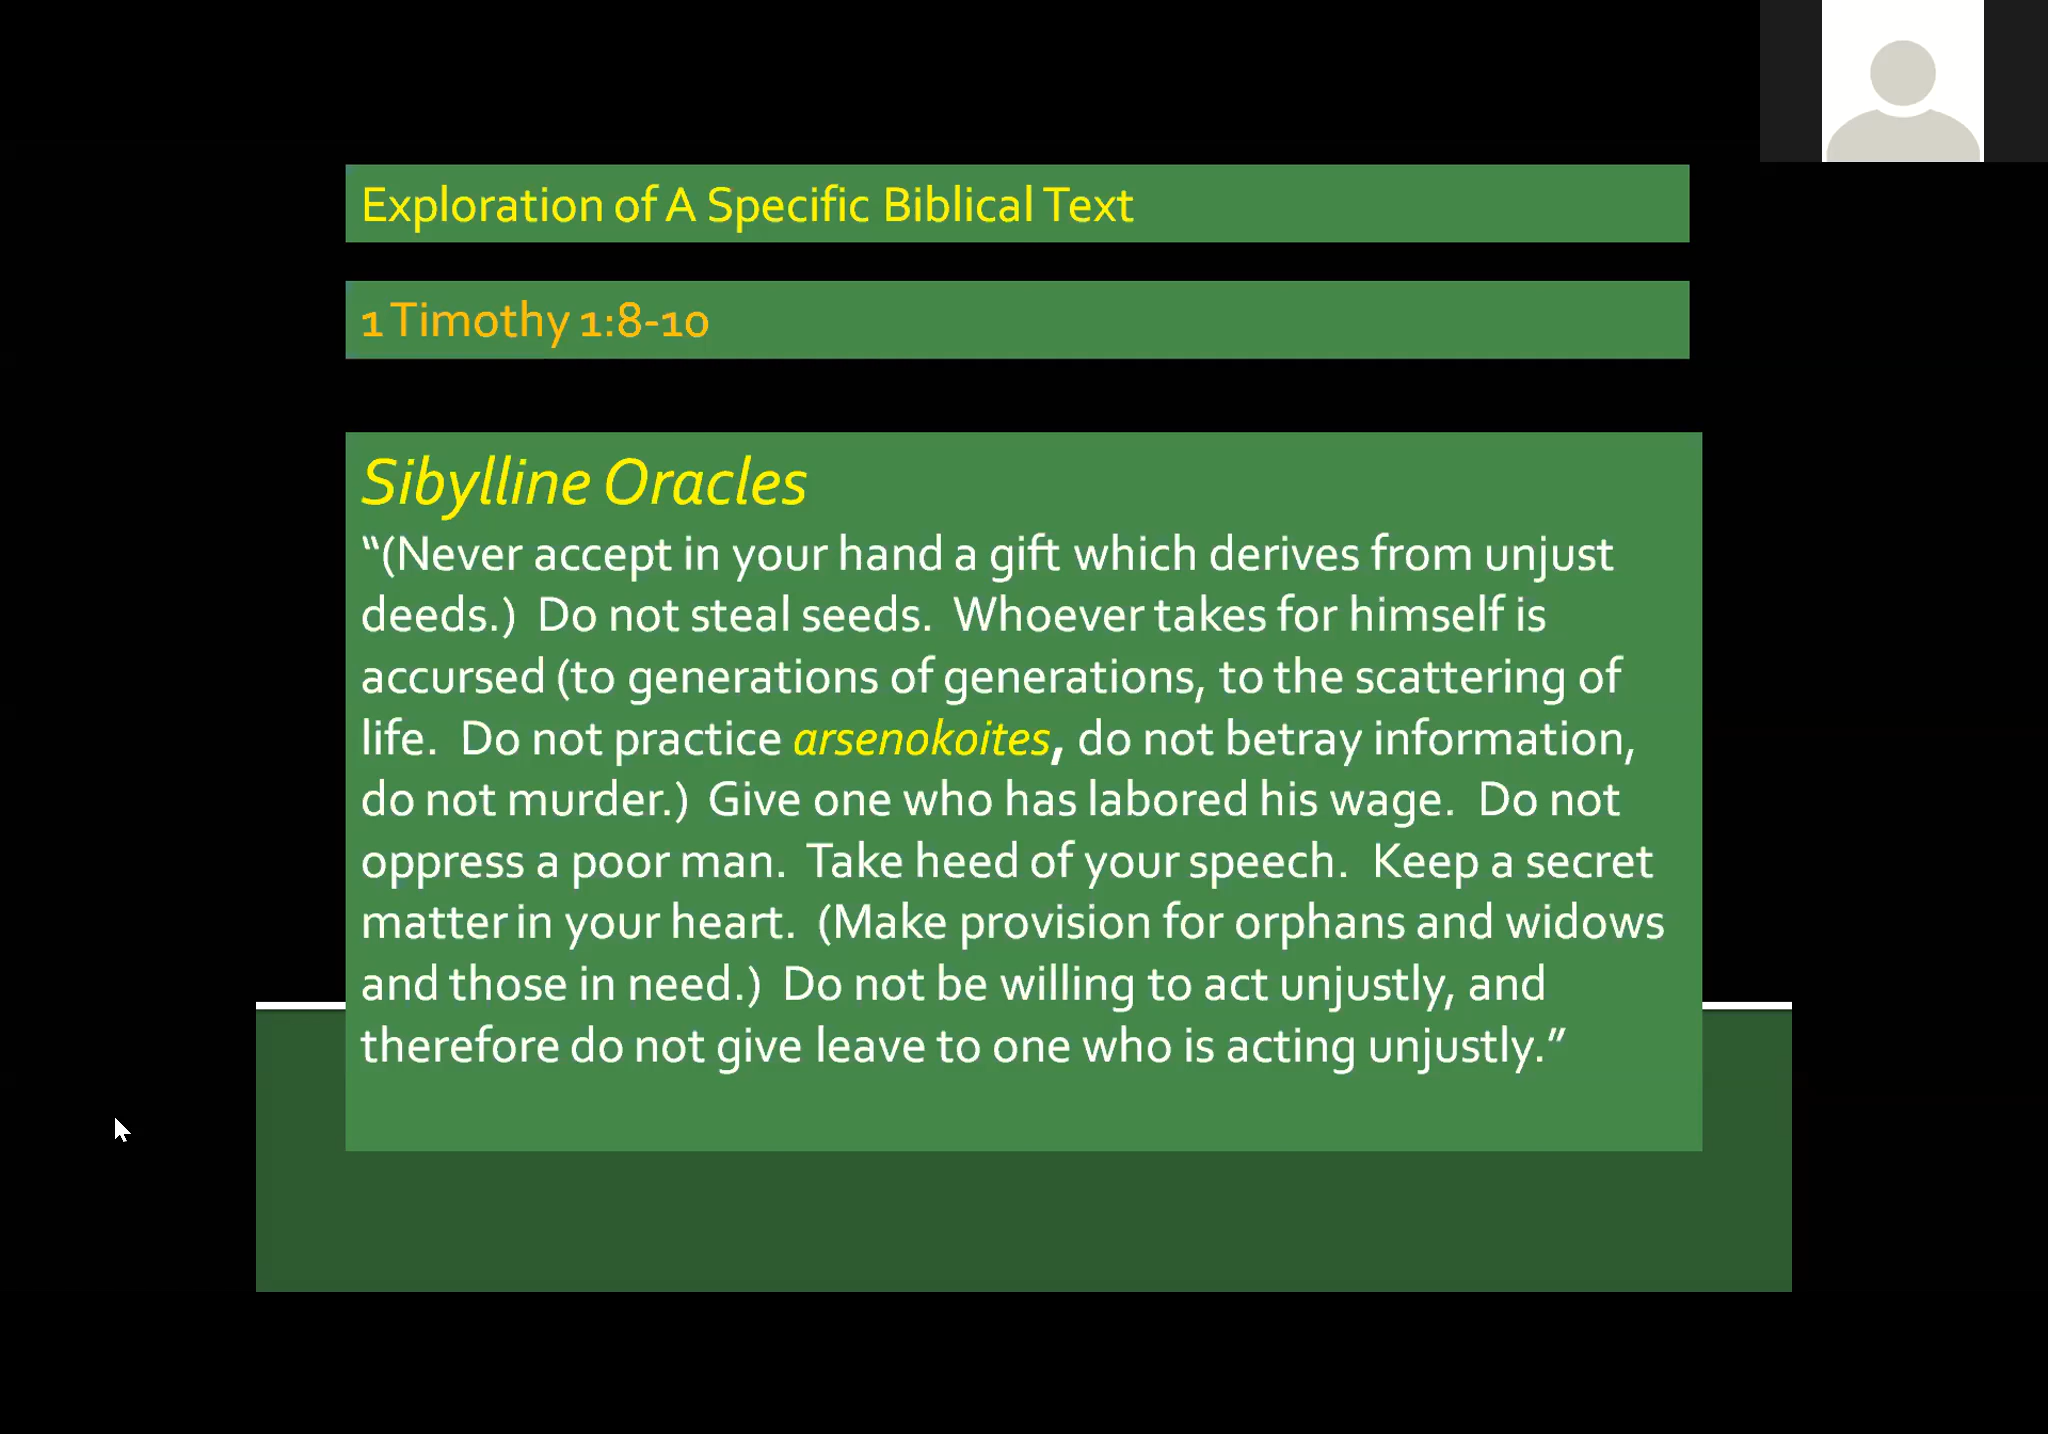 Exploration of A Specific Biblical Text
1 Timothy 1:8-10
Sibylline Oracles
“(Never accept in your hand a gift which derives from unjust
deeds.)  Do not steal seeds.  Whoever takes for himself is
accursed (to generations of generations, to the scattering of
life.  Do not practice arsenokoites, do not betray information,
do not murder.)  Give one who has labored his wage.  Do not
oppress a poor man.  Take heed of your speech.  Keep a secret
matter in your heart.  (Make provision for orphans and widows
and those in need.)  Do not be willing to act unjustly, and
therefore do not give leave to one who is acting unjustly.”